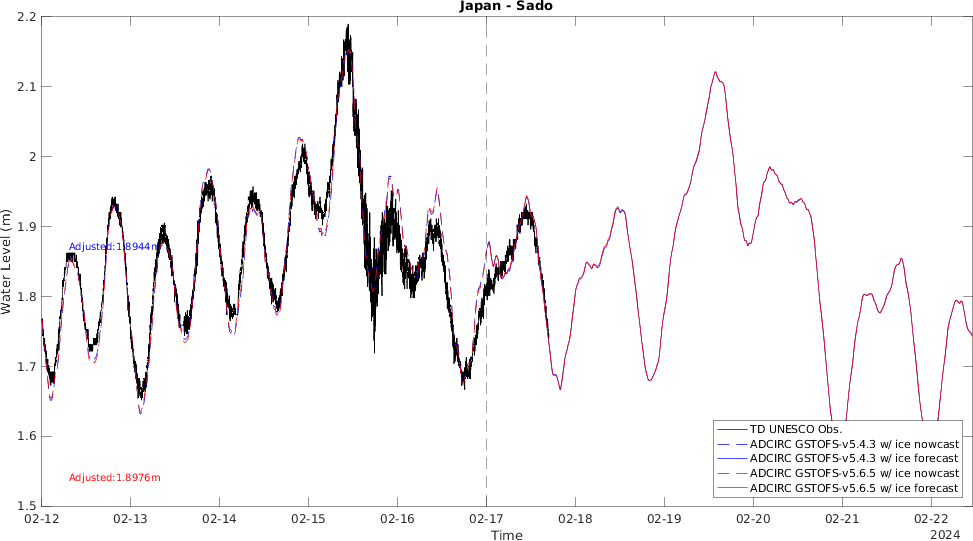 Japan - Sado
2.2
2.1
2
1.9
1.8
1.7
1.6
1.5
Water Level (m)
Adjusted:1.8944m
Adjusted:1.8976m
TD UNESCO Obs.
ADCIRC GSTOFS-v5.4.3 w/ ice nowcast
ADCIRC GSTOFS-v5.4.3 w/ ice forecast
ADCIRC GSTOFS-v5.6.5 w/ ice nowcast
ADCIRC GSTOFS-v5.6.5 w/ ice forecast
02-12 02-13 02-14 02-15 02-16 02-17 02-18 02-19 02-20 02-21 02-22
Time
2024